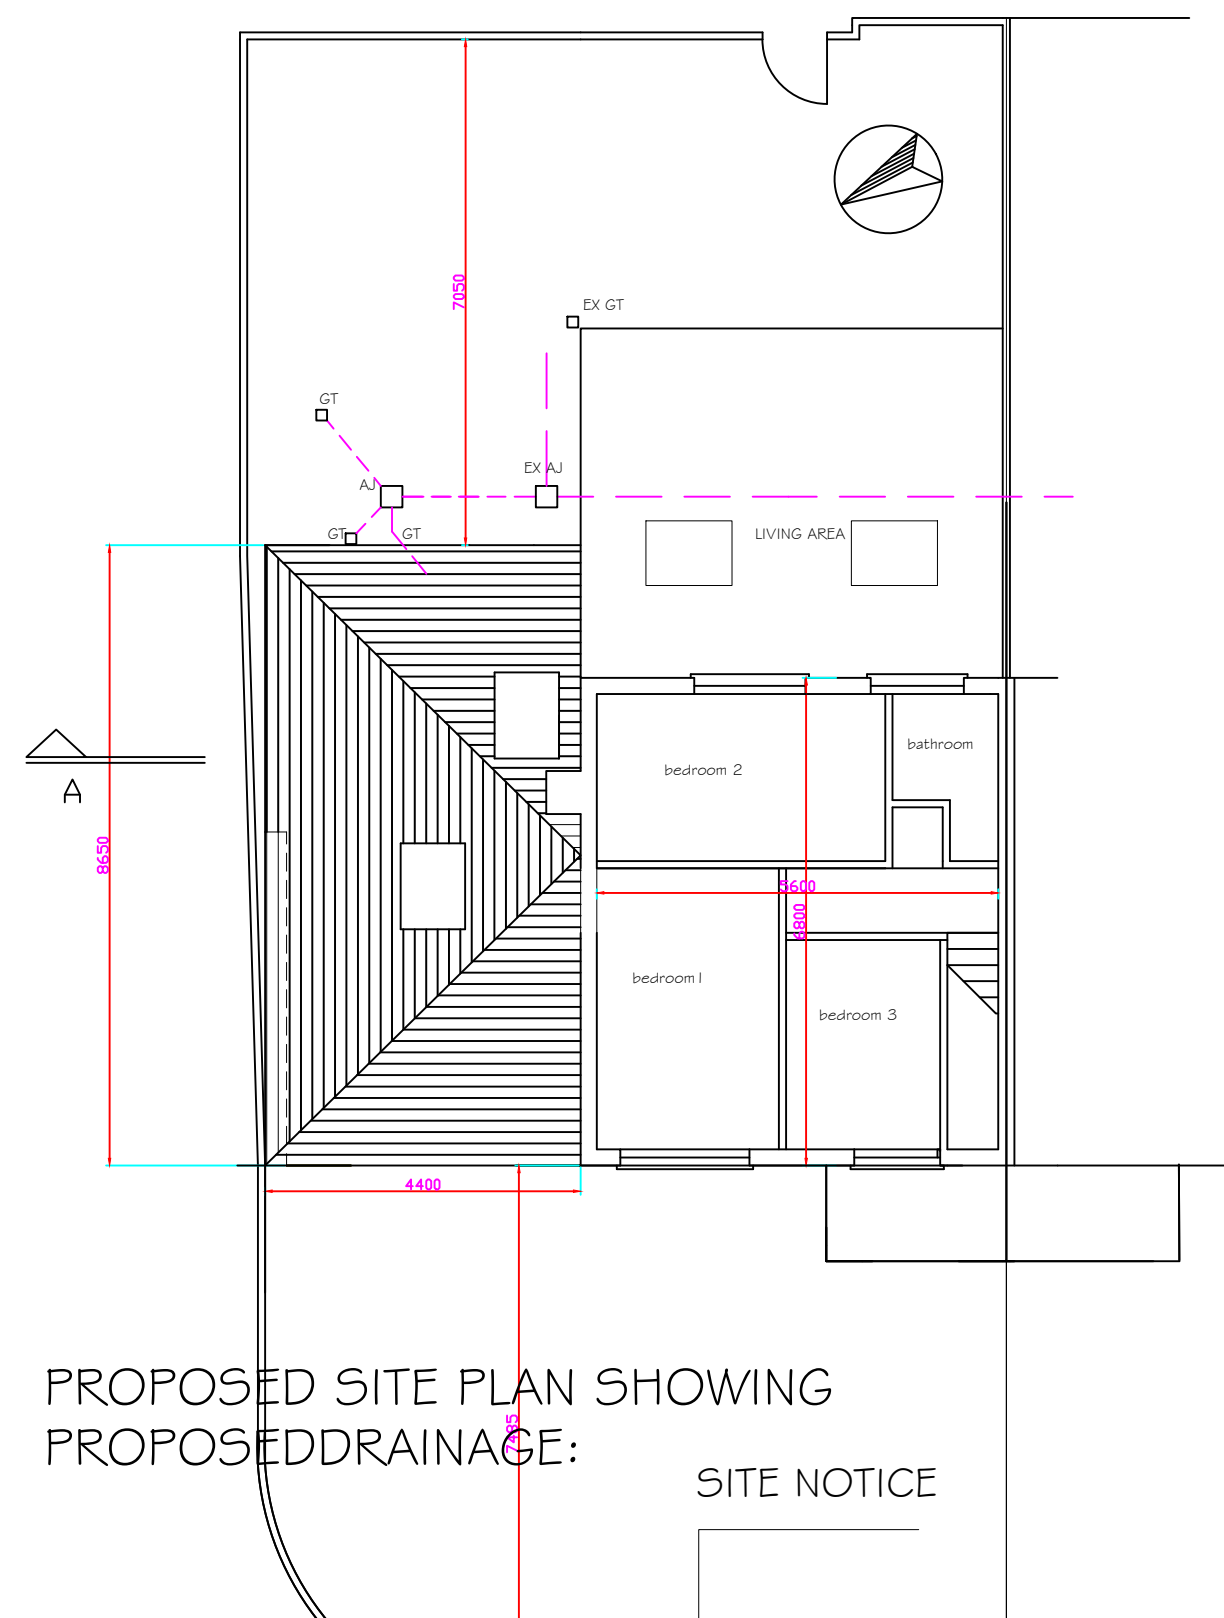 7050
EX GT
GT
EX AJ
AJ
GT
GT
LIVING AREA
bathroom
bedroom 2
A
8650
5600
6800
bedroom 1
bedroom 3
4400
PROPOSED SITE PLAN SHOWING
PROPOSEDDRAINAGE:
7485
SITE NOTICE